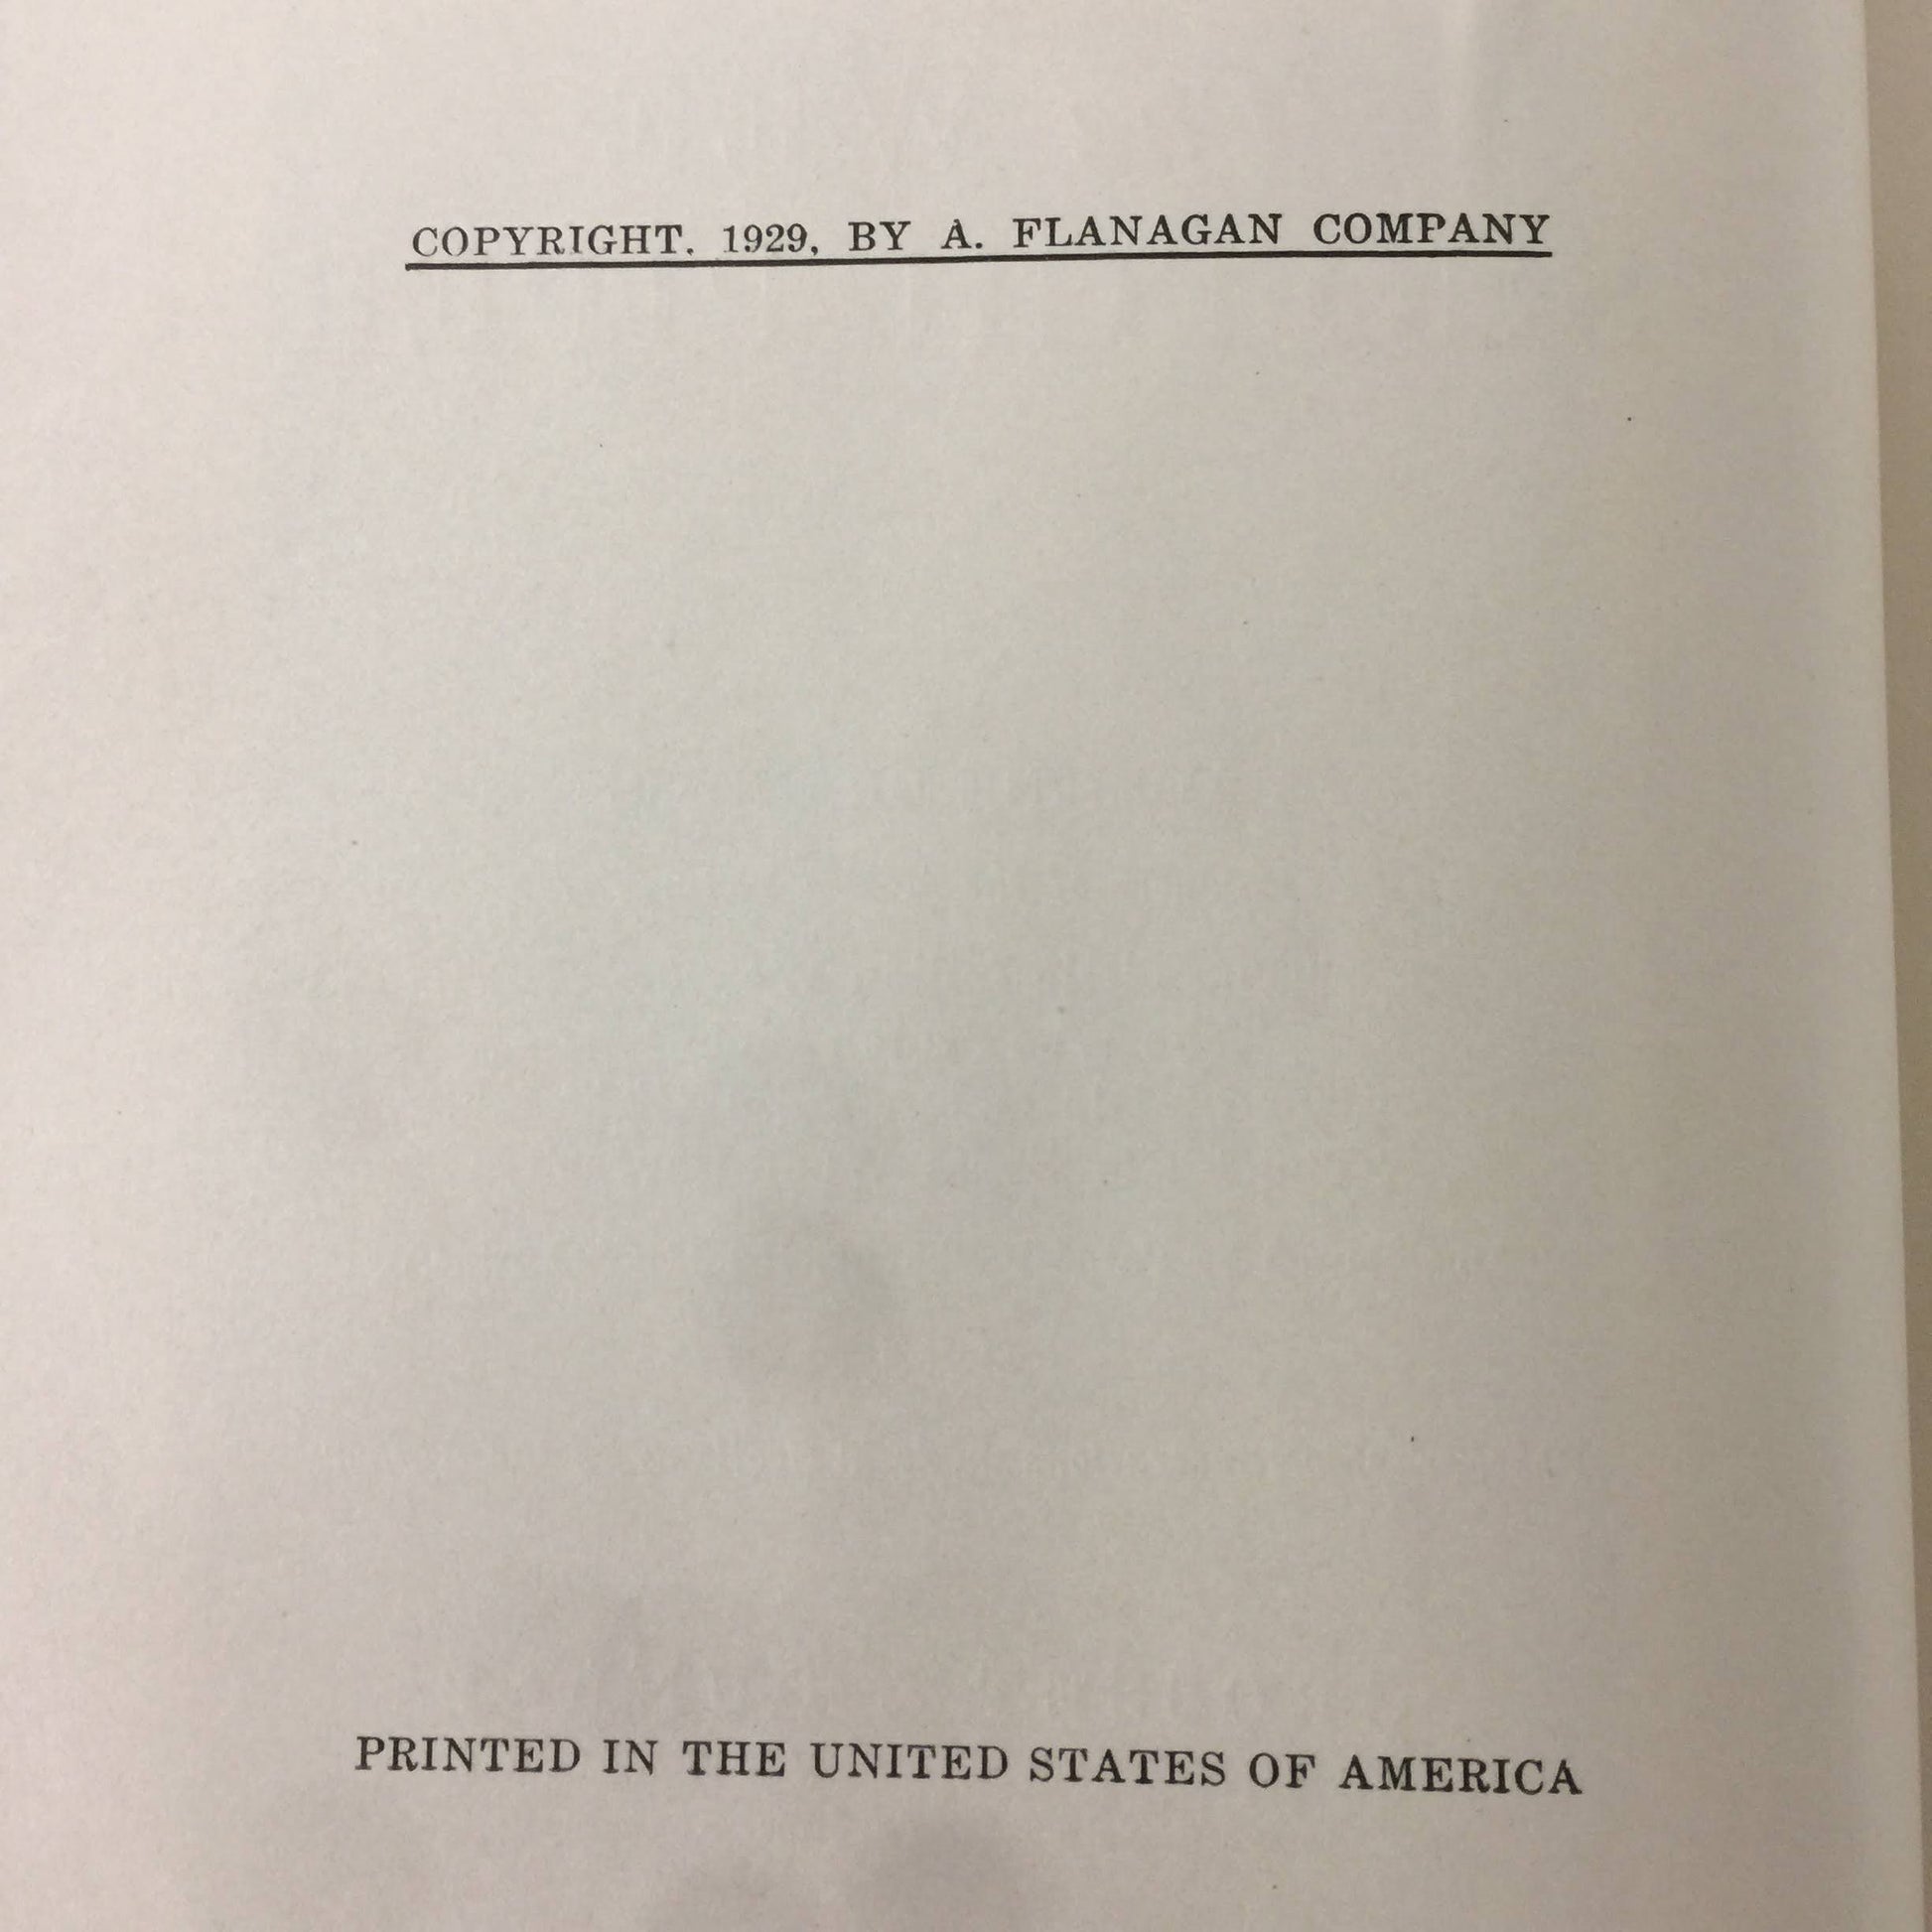 COPYRIGHT, 1929, BY A. FLANAGAN COMPANY
PRINTED IN THE UNITED STATES OF AMERICA